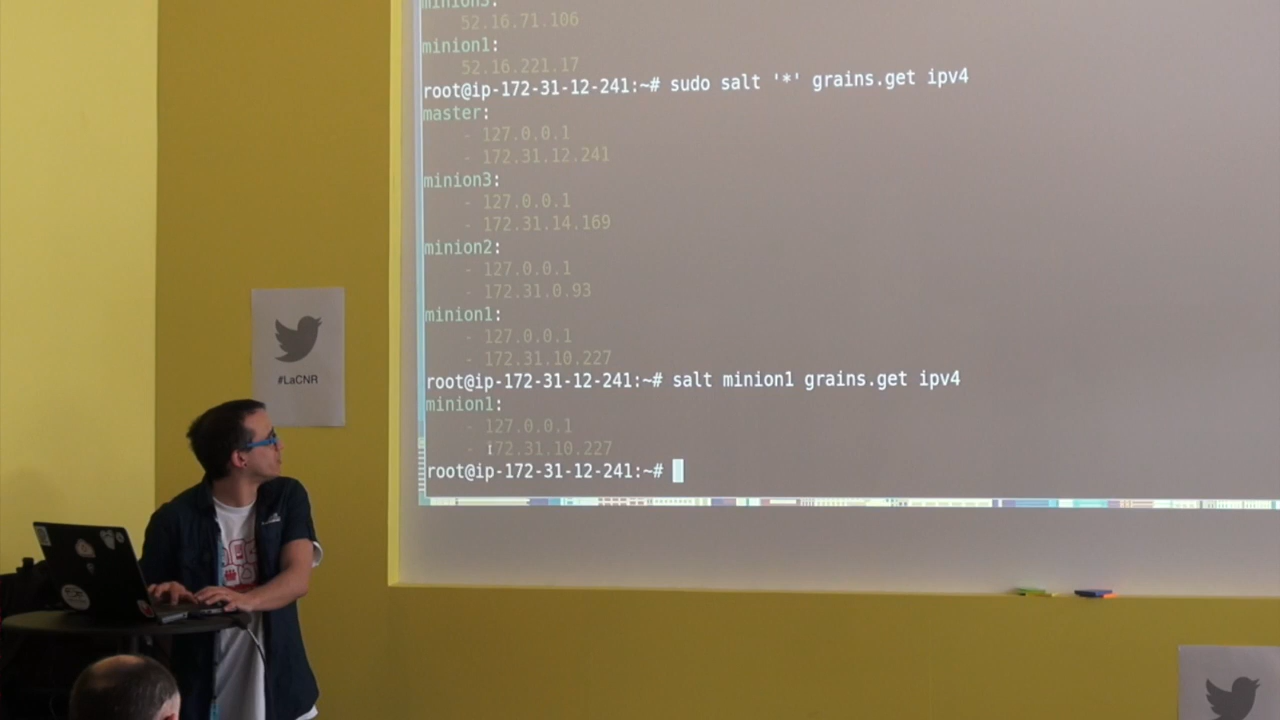 minion3:
52.16.71.106
minion1:
52.16.221.17
root@ip-172-31-12-241:~# sudo salt '*' grains.get ipv4
master:
- 127.0.0.1
- 172.31.12.241
minion3:
- 127.0.0.1
- 172.31.14.169
minion2:
- 127.0.0.1
- 172.31.0.93
minion1:
- 127.0.0.1
- 172.31.10.227
root@ip-172-31-12-241:~# salt minion1 grains.get ipv4
minion1:
- 127.0.0.1
- 172.31.10.227
root@ip-172-31-12-241:~#
#LaCNR